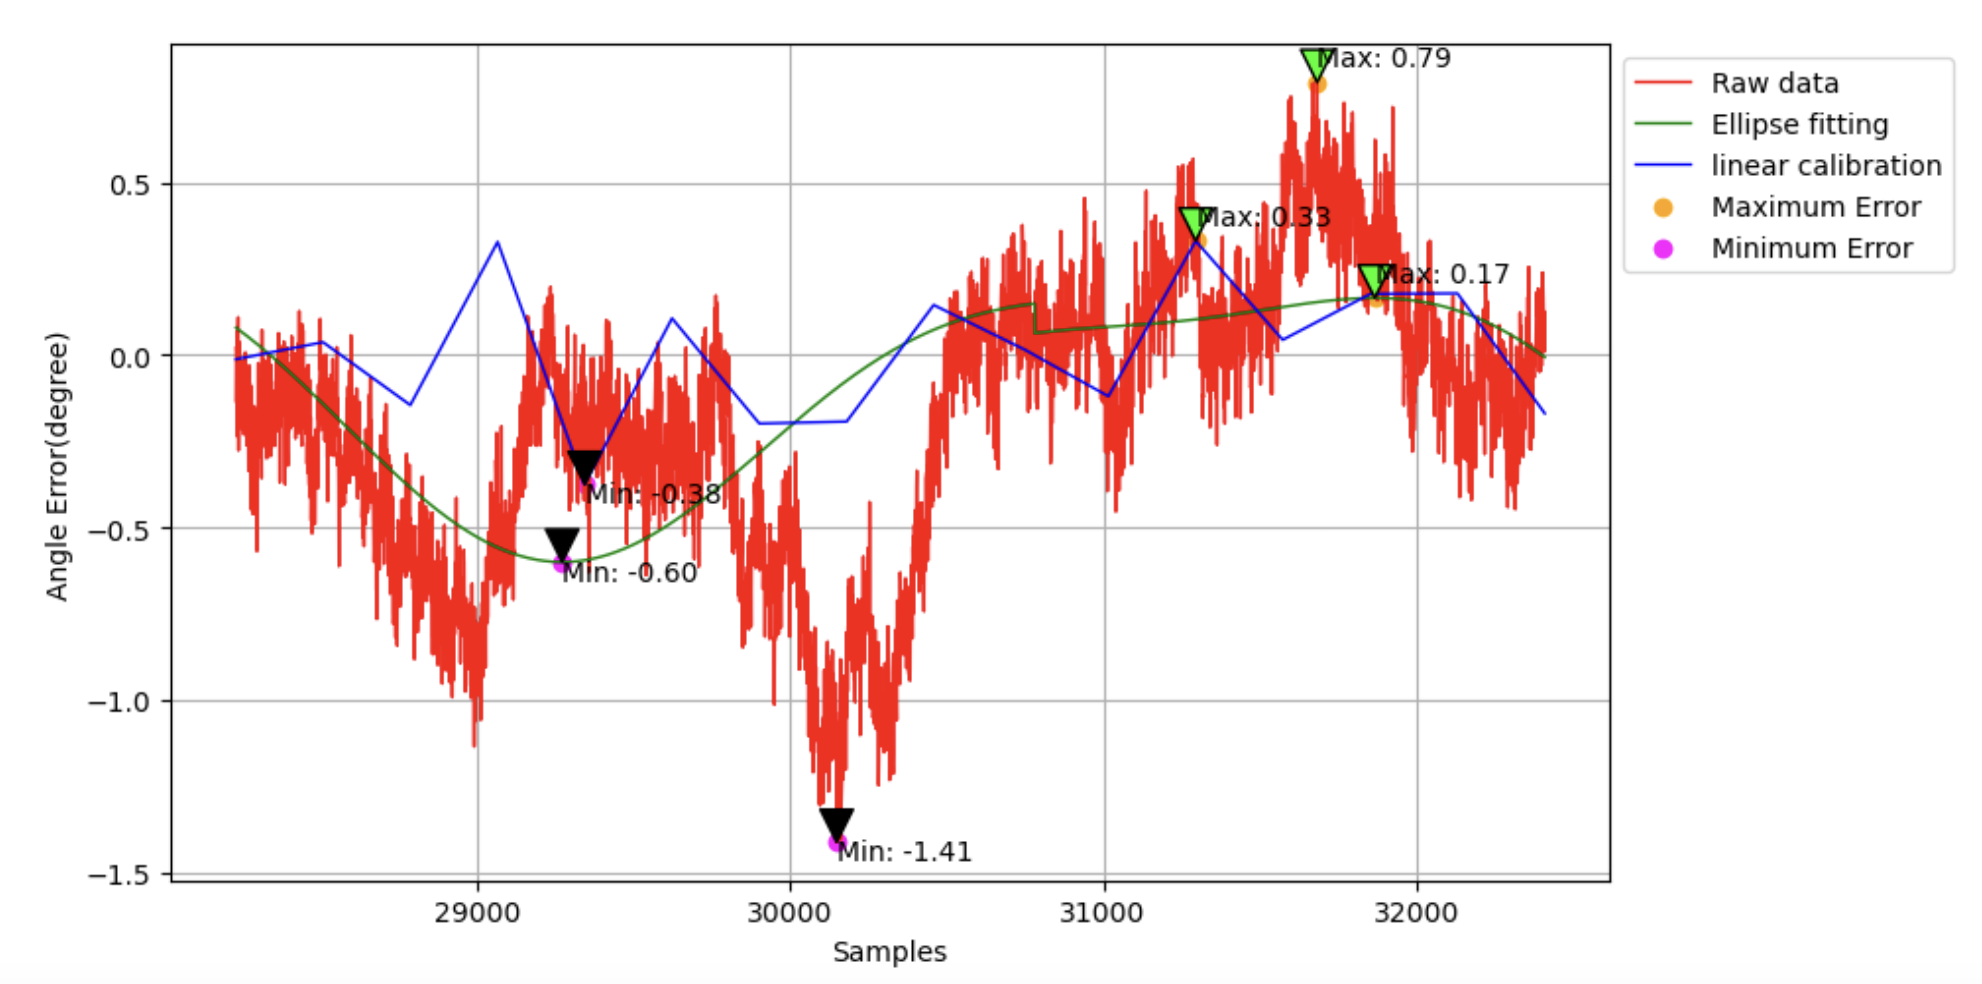 Max: 0.79
Max: 0.33
Max: 0.17
Min: -0.38
Min: -0.60
Min: -1.41
0.5
0.0
−0.5
−1.0
−1.5
Angle Error(degree)
29000
30000
31000
32000
Samples
Raw data
Ellipse fitting
linear calibration
Maximum Error
Minimum Error